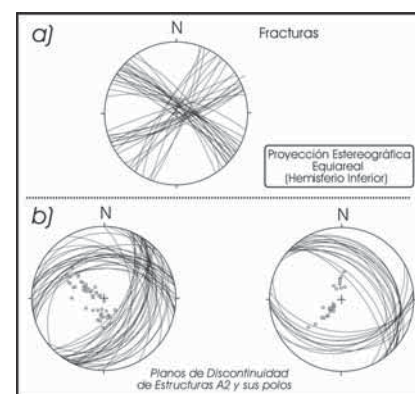 a)
N
Fracturas
Proyección Estereográfica
Equiareal
(Hemisferio Inferior)
b)
N
N
Planos de Discontinuidad
de Estructuras A2 y sus polos